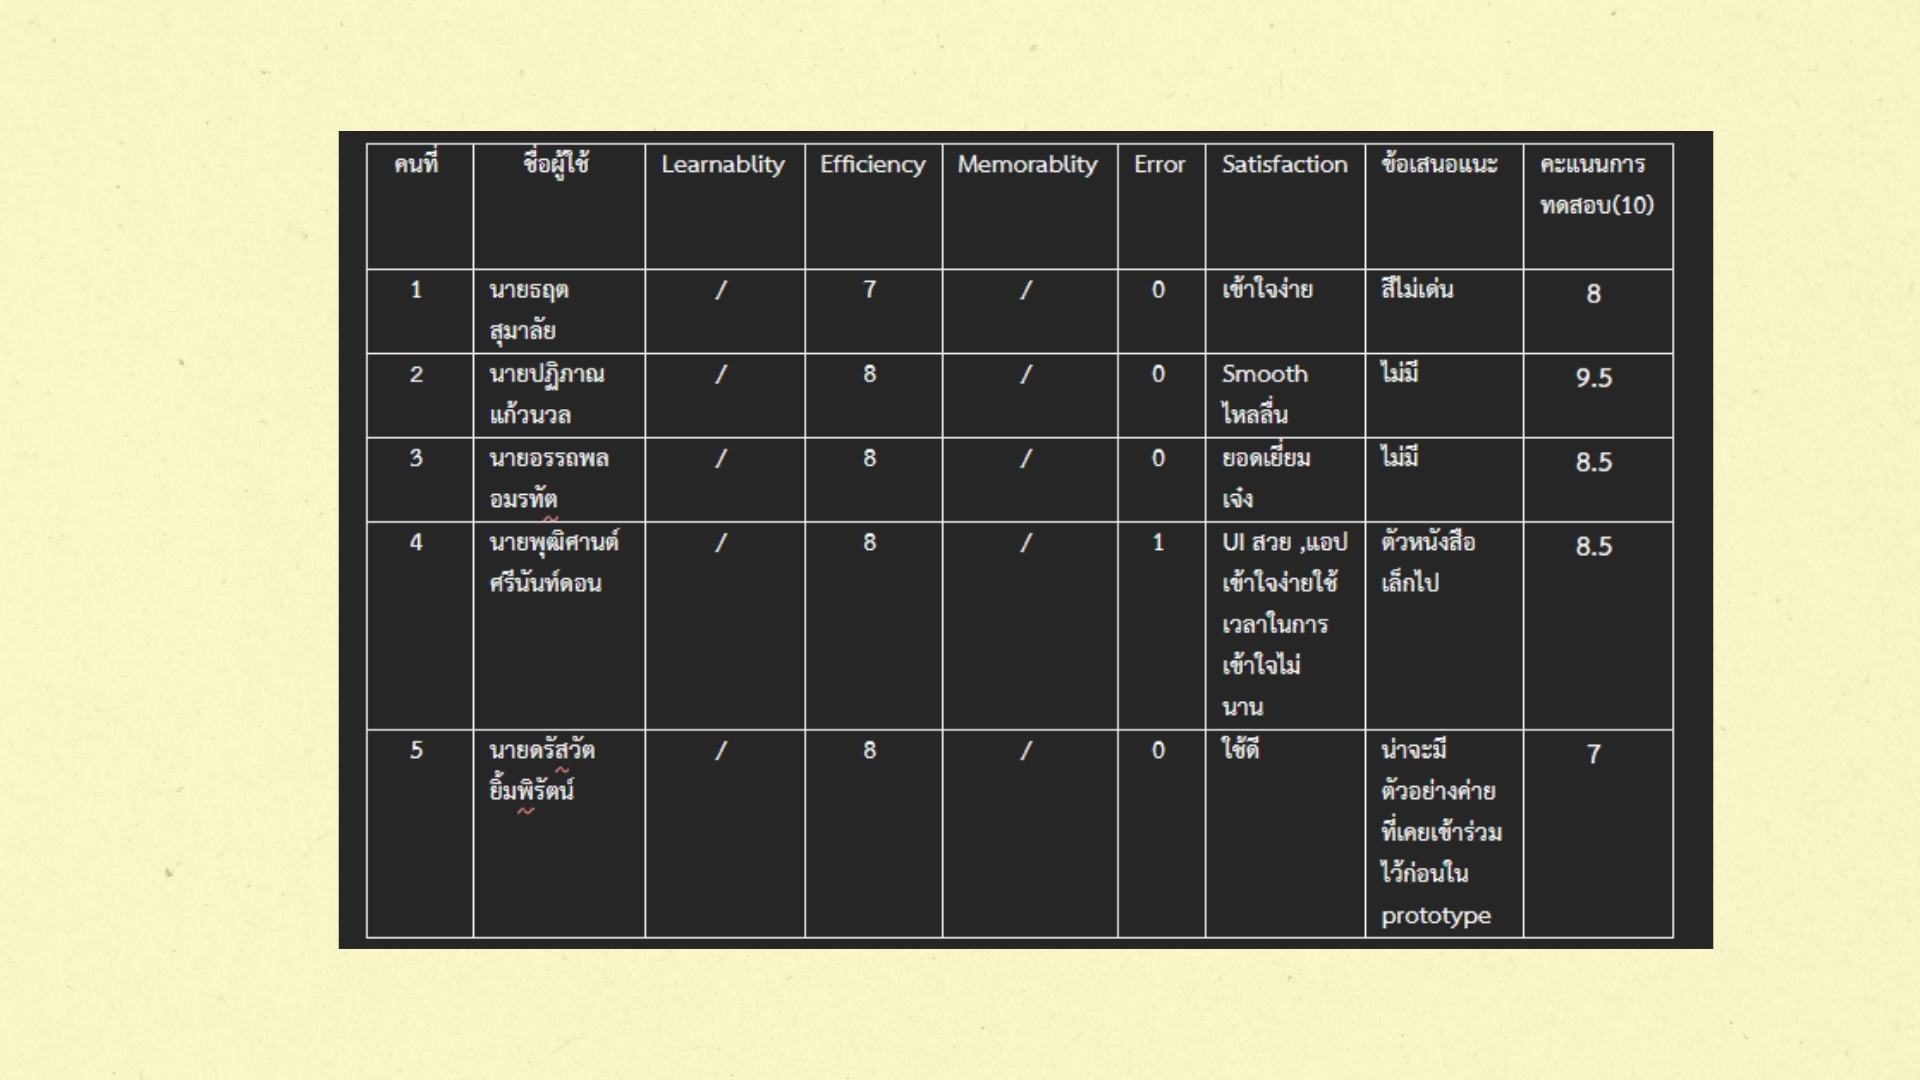 คนที่ ชื่อผู้ใช้ Learnablity Efficiency Memorablity Error Satisfaction ข้อเสนอแนะ คะแนนการ
ทดสอบ(10)
1 นายธฤต / 7 / 0 เข้าใจง่าย สีไม่เด่น 8
สุมาลัย
2 นายปฏิภาณ / 8 / 0 Smooth ไม่มี 9.5
แก้วนวล ไหลลื่น
3 นายอรรถพล / 8 / 0 ยอดเยี่ยม ไม่มี 8.5
อมรทัต เจ๋ง
4 นายพุฒิศานต์ / 8 / 1 UI สวย ,แอป ตัวหนังสือ 8.5
ศรีนันท์ดอน เข้าใจง่ายใช้ เล็กไป
เวลาในการ
เข้าใจไม่
นาน
5 นายดรัสวัต / 8 / 0 ใช้ดี น่าจะมี 7
ยิ้มพิรัตน์ ตัวอย่างค่าย
ที่เคยเข้าร่วม
ไว้ก่อนใน
prototype